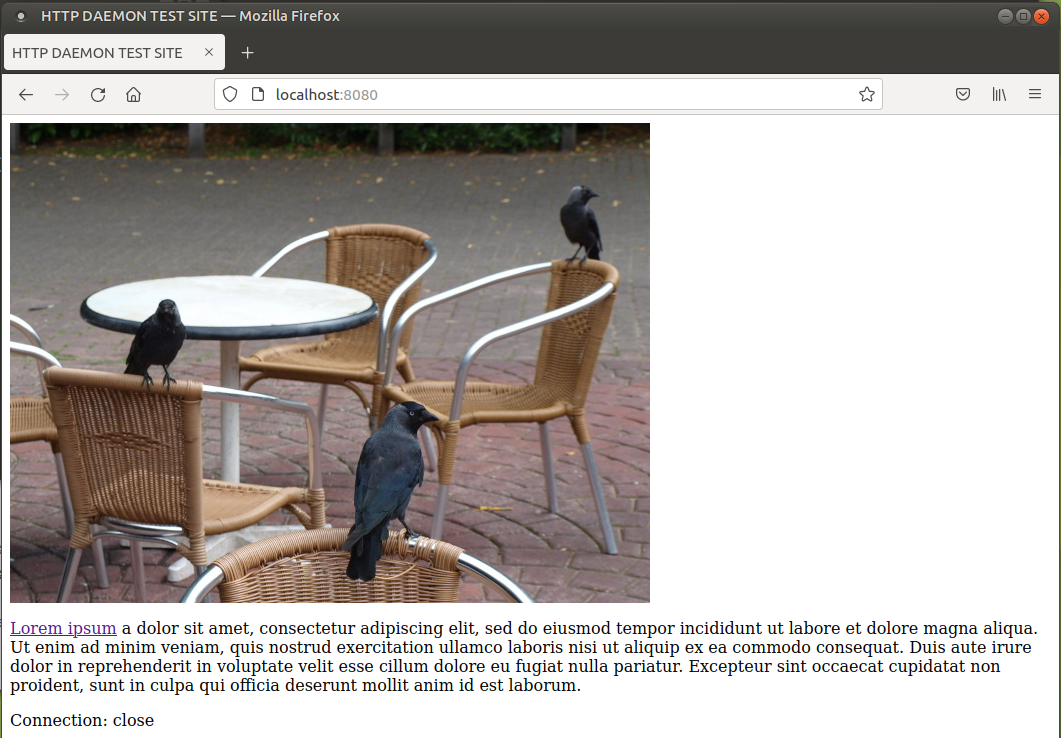 HTTP DAEMON TEST SITE — Mozilla Firefox
HTTP DAEMON TEST SITE
localhost:8080
Lorem ipsum a dolor sit amet, consectetur adipiscing elit, sed do eiusmod tempor incididunt ut labore et dolore magna aliqua.
Ut enim ad minim veniam, quis nostrud exercitation ullamco laboris nisi ut aliquip ex ea commodo consequat. Duis aute irure
dolor in reprehenderit in voluptate velit esse cillum dolore eu fugiat nulla pariatur. Excepteur sint occaecat cupidatat non
proident, sunt in culpa qui officia deserunt mollit anim id est laborum.
Connection: close